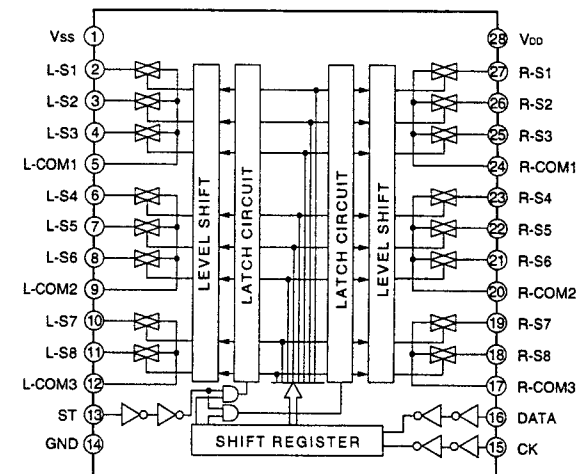 Vss 1
28 VDD
L-S1 2
27 R-S1
L-S2 3
26 R-S2
L-S3 4
25 R-S3
L-COM1 5
24 R-COM1
L-S4 6
23 R-S4
L-S5 7
22 R-S5
L-S6 8
21 R-S6
L-COM2 9
20 R-COM2
L-S7 10
19 R-S7
L-S8 11
18 R-S8
L-COM3 12
17 R-COM3
ST 13
16 DATA
GND 14
15 CK
LEVEL SHIFT
LATCH CIRCUIT
LATCH CIRCUIT
LEVEL SHIFT
SHIFT REGISTER